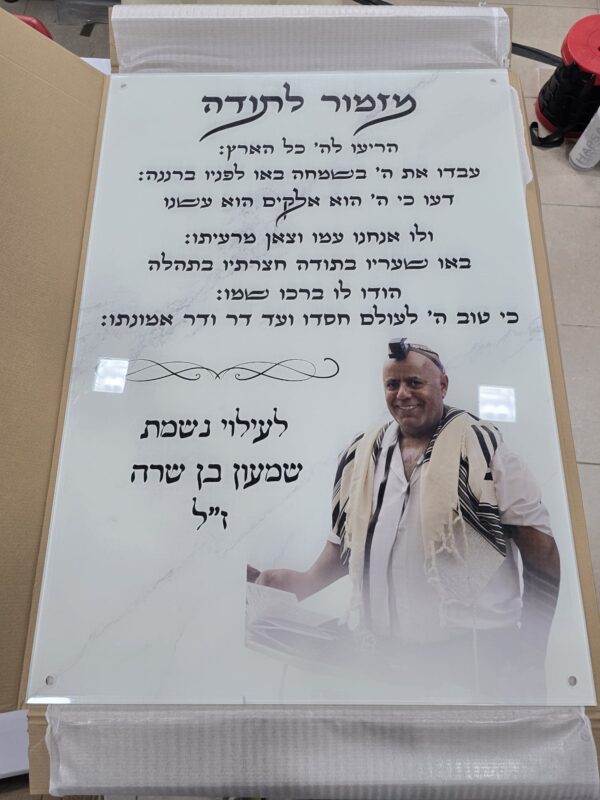 מזמור לתודה
הריעו לה' כל הארץ:
עבדו את ה' בשמחה באו לפניו ברננה:
דעו כי ה' הוא אלקים הוא עשנו
ולו אנחנו עמו וצאן מרעיתו:
באו שעריו בתודה חצרתיו בתהלה
הודו לו ברכו שמו:
כי טוב ה' לעולם חסדו ועד דר ודר אמונתו:
לעילוי נשמת
שמעון בן שרה
ז"ל